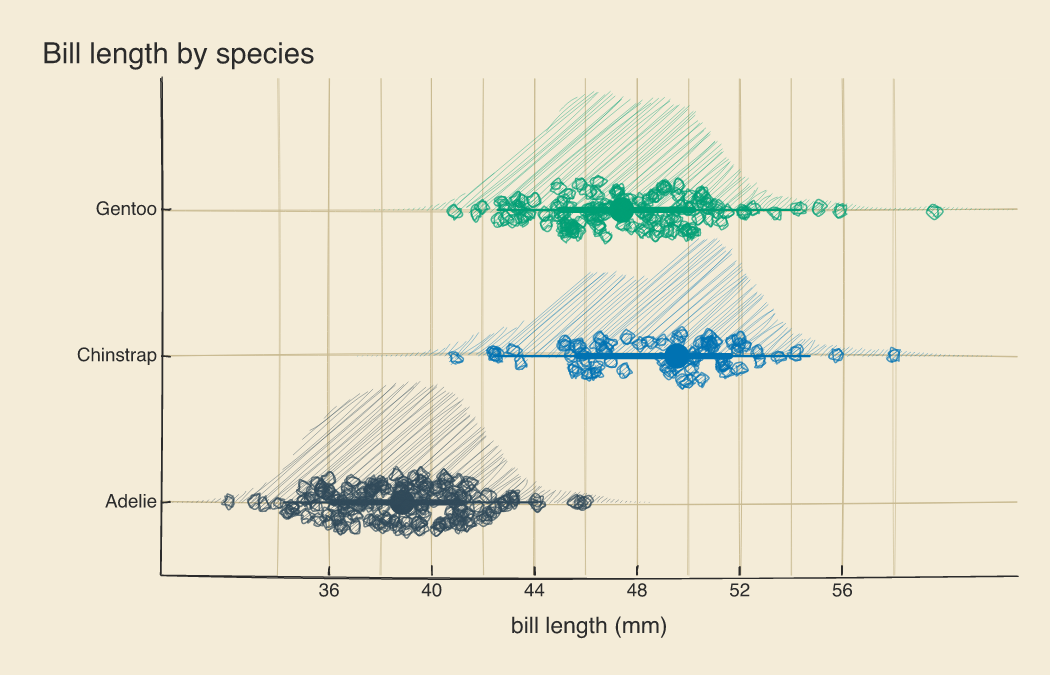 Bill length by species
Gentoo
Chinstrap
Adelie
36 40 44 48 52 56
bill length (mm)